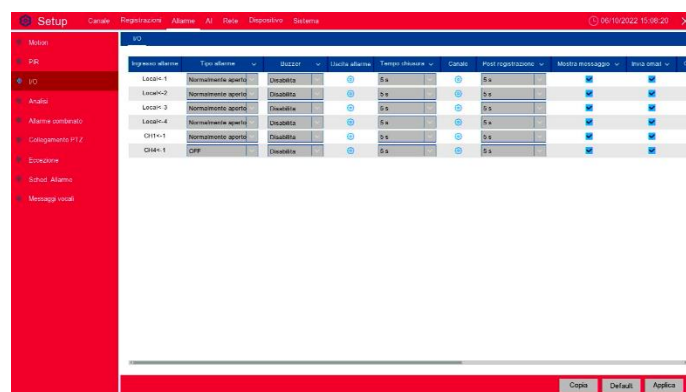 Setup Canale Registrazioni Allarme AI Rete Dispositivo Sistema 06/10/2022 15:08:20
Motion
PIR
I/O
Analisi
Allarme combinato
Collegamento PTZ
Eccezione
Sched. Allarme
Messaggi vocali
I/O
Ingresso allarme Tipo allarme Buzzer Uscita allarme Tempo chiusura Canale Post registrazione Mostra messaggio Invia email
Local<-1 Normalmente aperto Disabilita 5 s 5 s
Local<-2 Normalmente aperto Disabilita 5 s 5 s
Local<-3 Normalmente aperto Disabilita 5 s 5 s
Local<-4 Normalmente aperto Disabilita 5 s 5 s
CH1<-1 Normalmente aperto Disabilita 5 s 5 s
CH4<-1 OFF Disabilita 5 s 5 s
Copia Default Applica